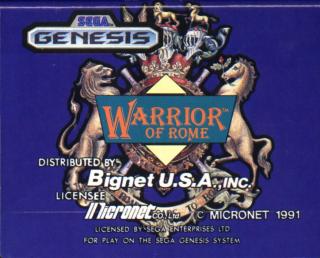 SEGA
GENESIS
WARRIOR™
OF ROME
DISTRIBUTED BY
Bignet U.S.A., INC.
LICENSEE
Micronet CO., Ltd © MICRONET 1991
LICENSED BY SEGA ENTERPRISES LTD
FOR PLAY ON THE SEGA GENESIS SYSTEM